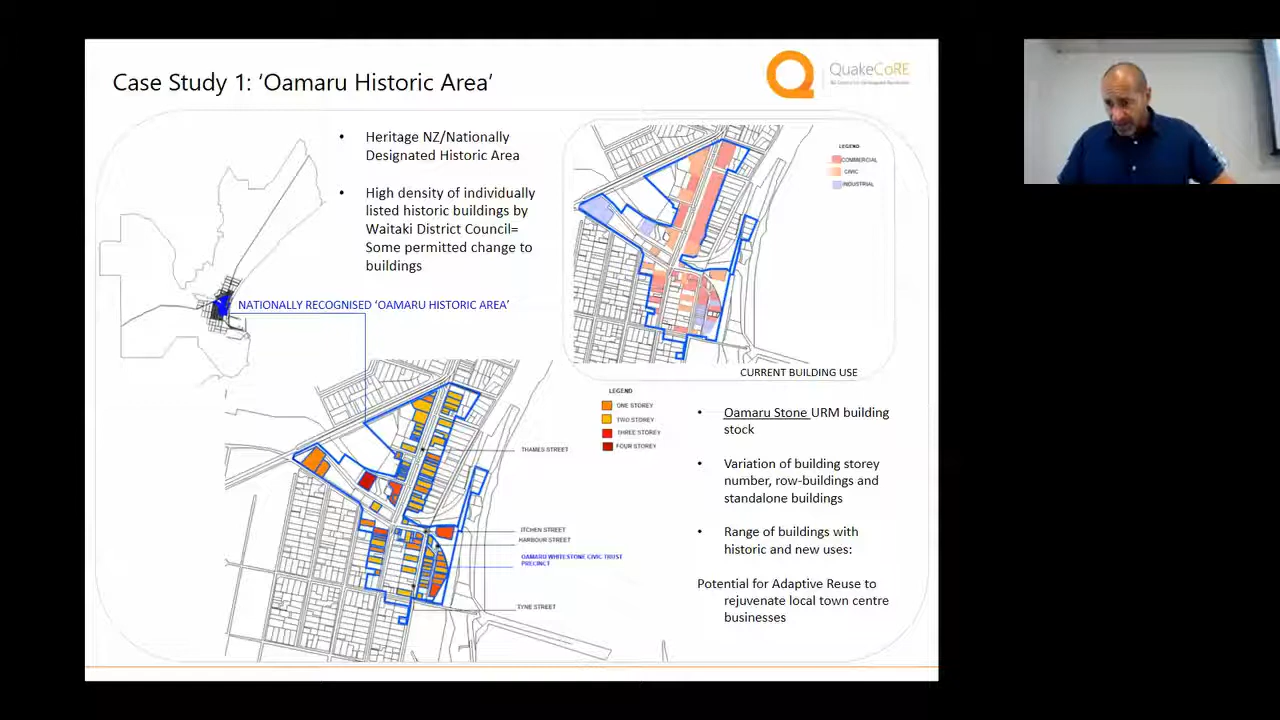 Case Study 1: 'Oamaru Historic Area'
QuakeCoRE
• Heritage NZ/Nationally
Designated Historic Area
• High density of individually
listed historic buildings by
Waitaki District Council=
Some permitted change to
buildings
NATIONALLY RECOGNISED 'OAMARU HISTORIC AREA'
LEGEND
COMMERCIAL
CIVIC
INDUSTRIAL
CURRENT BUILDING USE
LEGEND
ONE STOREY
TWO STOREY
THREE STOREY
FOUR STOREY
THAMES STREET
ITCHEN STREET
HARBOUR STREET
OAMARU WHITESTONE CIVIC TRUST
PRECINCT
TYNE STREET
• Oamaru Stone URM building
stock
• Variation of building storey
number, row-buildings and
standalone buildings
• Range of buildings with
historic and new uses:
Potential for Adaptive Reuse to
rejuvenate local town centre
businesses